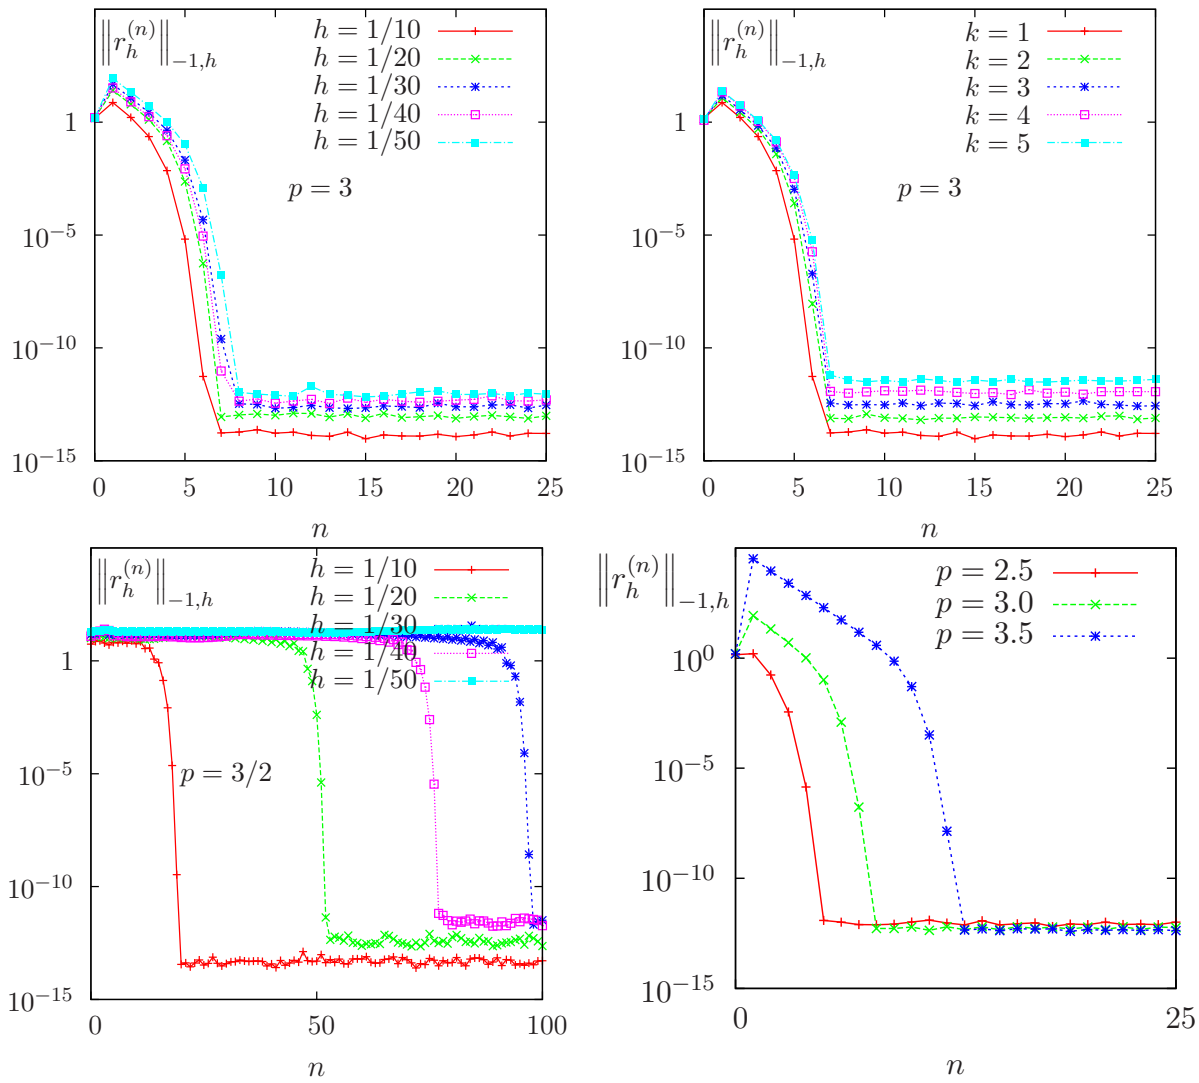 ‖r_h^{(n)}‖_{-1,h}
h = 1/10
h = 1/20
h = 1/30
h = 1/40
h = 1/50
p = 3
1
10^{-5}
10^{-10}
10^{-15}
0 5 10 15 20 25
n
‖r_h^{(n)}‖_{-1,h}
k = 1
k = 2
k = 3
k = 4
k = 5
p = 3
1
10^{-5}
10^{-10}
10^{-15}
0 5 10 15 20 25
n
‖r_h^{(n)}‖_{-1,h}
h = 1/10
h = 1/20
h = 1/30
h = 1/40
h = 1/50
p = 3/2
1
10^{-5}
10^{-10}
10^{-15}
0 50 100
n
‖r_h^{(n)}‖_{-1,h}
p = 2.5
p = 3.0
p = 3.5
10^{0}
10^{-5}
10^{-10}
10^{-15}
0 25
n